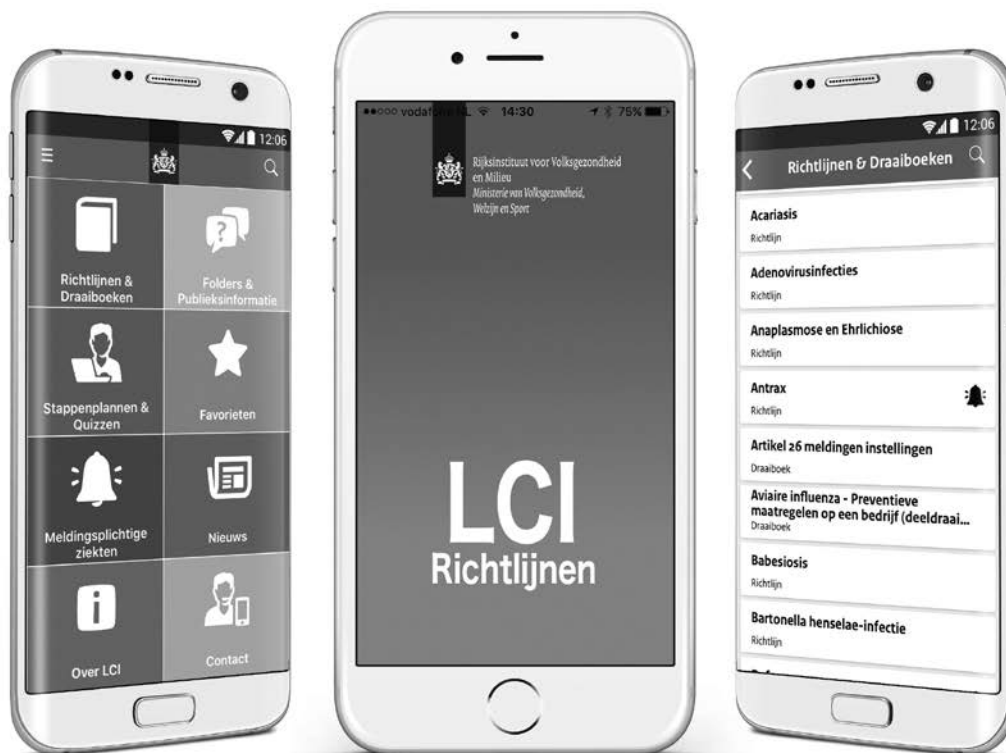 12:06
Richtlijnen &
Draaiboeken
Folders &
Publieksinformatie
Stappenplannen &
Quizzen
Favorieten
Meldingsplichtige
ziekten
Nieuws
Over LCI
Contact
vodafone NL 14:30 75%
Rijksinstituut voor Volksgezondheid
en Milieu
Ministerie van Volksgezondheid,
Welzijn en Sport
LCI
Richtlijnen
12:06
Richtlijnen & Draaiboeken
Acariasis
Richtlijn
Adenovirusinfecties
Richtlijn
Anaplasmose en Ehrlichiose
Richtlijn
Antrax
Richtlijn
Artikel 26 meldingen instellingen
Draaiboek
Aviaire influenza - Preventieve
maatregelen op een bedrijf (deeldraai...
Draaiboek
Babesiosis
Richtlijn
Bartonella henselae-infectie
Richtlijn